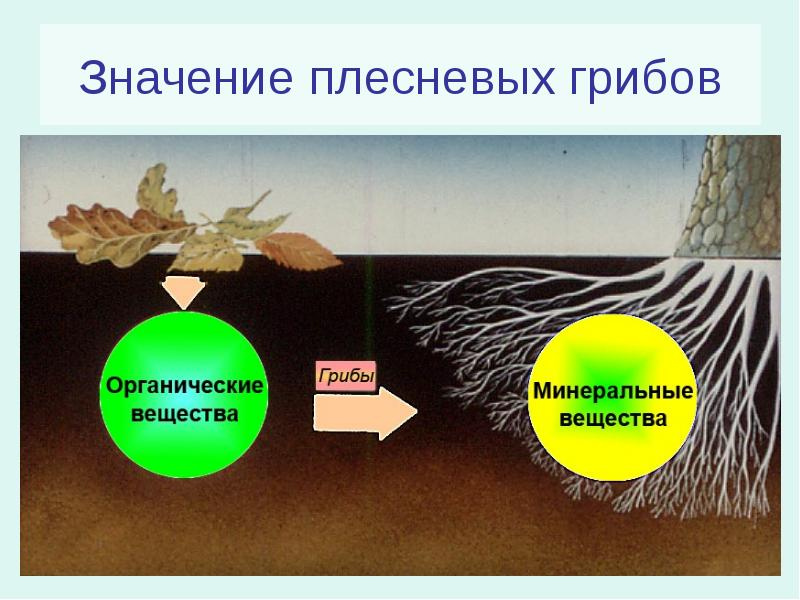 Значение плесневых грибов
Органические
вещества
Грибы
Минеральные
вещества